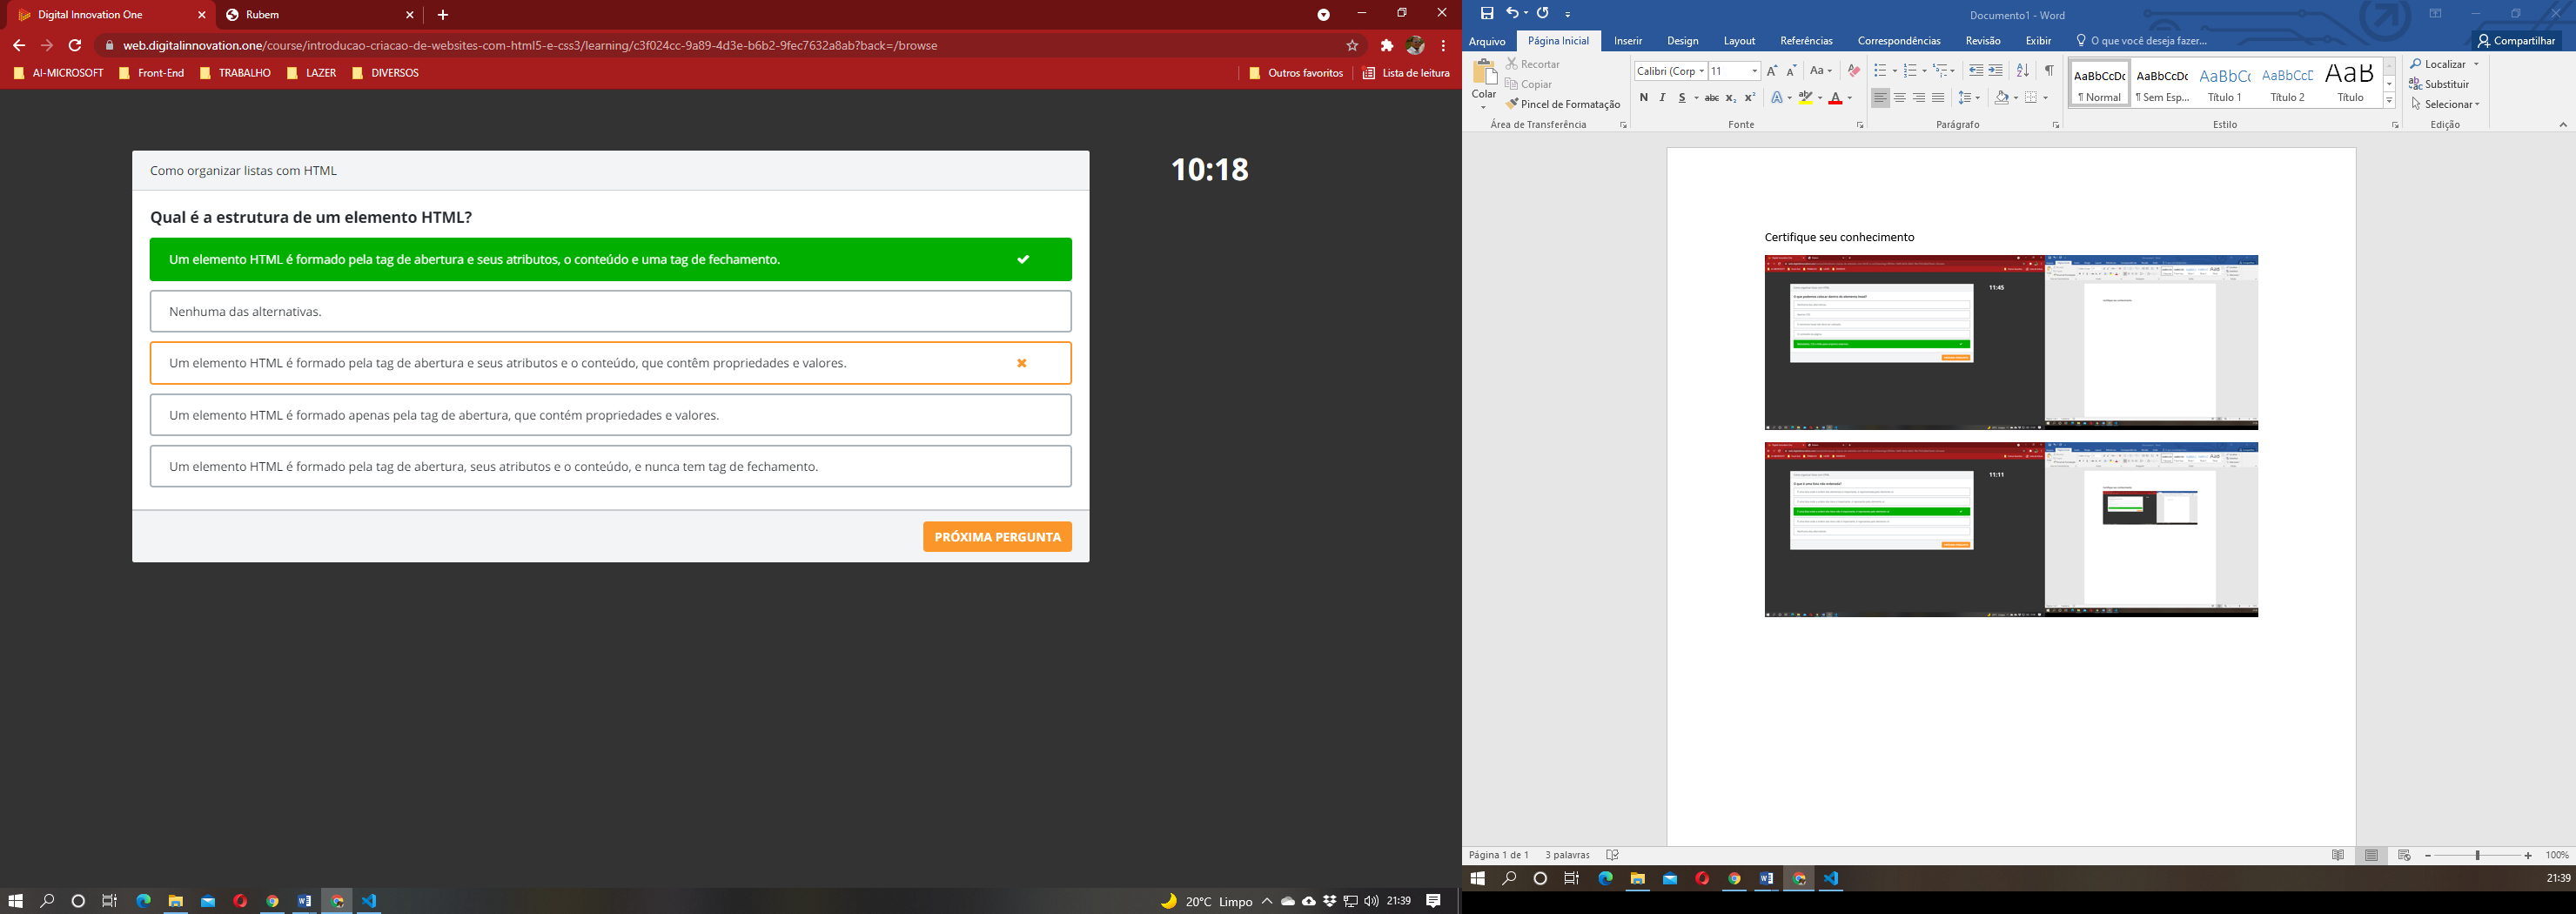 Digital Innovation One
Rubem
web.digitalinnovation.one/course/introducao-criacao-de-websites-com-html5-e-css3/learning/c3f024cc-9a89-4d3e-b6b2-9fec7632a8ab?back=/browse
AI-MICROSOFT Front-End TRABALHO LAZER DIVERSOS Outros favoritos Lista de leitura
Como organizar listas com HTML
10:18
Qual é a estrutura de um elemento HTML?
Um elemento HTML é formado pela tag de abertura e seus atributos, o conteúdo e uma tag de fechamento.
Nenhuma das alternativas.
Um elemento HTML é formado pela tag de abertura e seus atributos e o conteúdo, que contêm propriedades e valores.
Um elemento HTML é formado apenas pela tag de abertura, que contém propriedades e valores.
Um elemento HTML é formado pela tag de abertura, seus atributos e o conteúdo, e nunca tem tag de fechamento.
PRÓXIMA PERGUNTA
20°C Limpo 21:39
Documento1 - Word
Arquivo Página Inicial Inserir Design Layout Referências Correspondências Revisão Exibir O que você deseja fazer... Compartilhar
Colar
Recortar
Copiar
Pincel de Formatação
Área de Transferência
Calibri (Corp 11
Aa
N I S abc x₂ x²
Fonte
Parágrafo
AaBbCcDc AaBbCcDc AaBbCc AaBbCcD AaB
¶ Normal ¶ Sem Esp... Título 1 Título 2 Título
Estilo
Localizar
Substituir
Selecionar
Edição
Certifique seu conhecimento
11:45
11:11
Página 1 de 1 3 palavras 100%
21:39